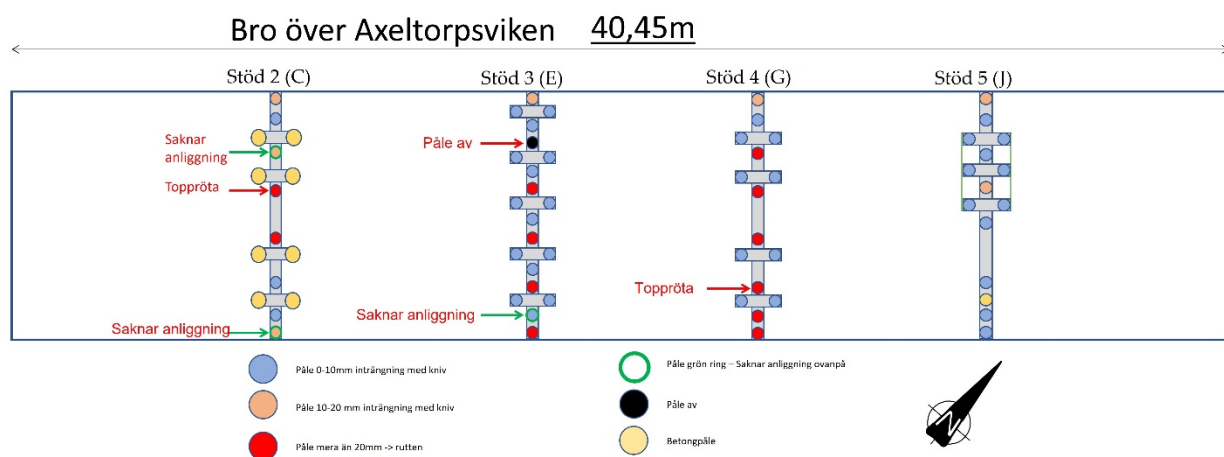 Bro över Axeltorpsviken 40,45m
Stöd 2 (C)
Stöd 3 (E)
Stöd 4 (G)
Stöd 5 (J)
Saknar
anliggning
Toppröta
Saknar anliggning
Påle av
Saknar anliggning
Toppröta
Påle 0-10mm inträngning med kniv
Påle 10-20 mm inträngning med kniv
Påle mera än 20mm -> rutten
Påle grön ring – Saknar anliggning ovanpå
Påle av
Betongpåle
N